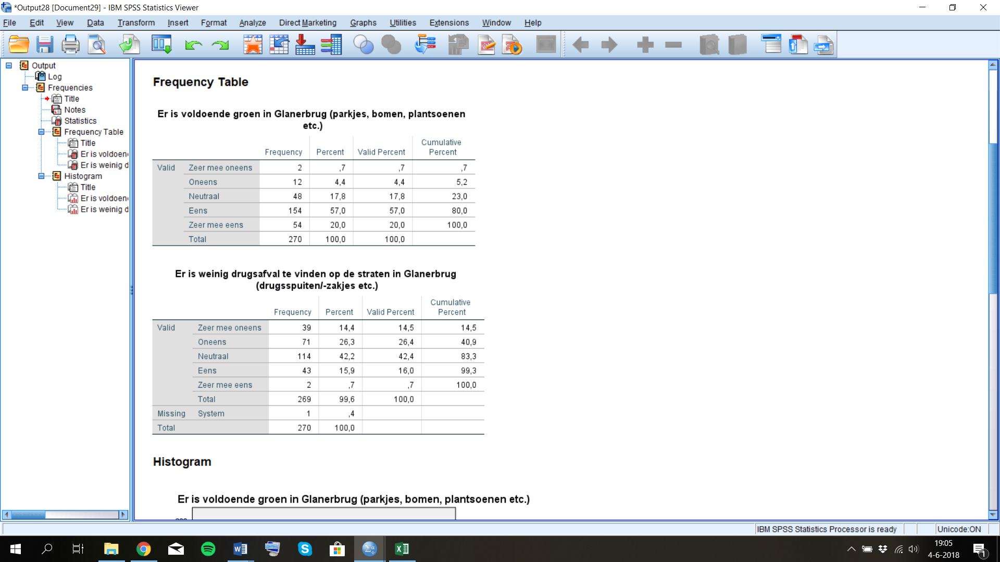 *Output28 [Document29] - IBM SPSS Statistics Viewer
File Edit View Data Transform Insert Format Analyze Direct Marketing Graphs Utilities Extensions Window Help
Output
Log
Frequencies
Title
Notes
Statistics
Frequency Table
Title
Er is voldoen
Er is weinig d
Histogram
Title
Er is voldoen
Er is weinig d
Frequency Table
Er is voldoende groen in Glanerbrug (parkjes, bomen, plantsoenen
etc.)
Frequency Percent Valid Percent Cumulative Percent
Valid Zeer mee oneens 2 ,7 ,7 ,7
Oneens 12 4,4 4,4 5,2
Neutraal 48 17,8 17,8 23,0
Eens 154 57,0 57,0 80,0
Zeer mee eens 54 20,0 20,0 100,0
Total 270 100,0 100,0
Er is weinig drugsafval te vinden op de straten in Glanerbrug
(drugsspuiten/-zakjes etc.)
Frequency Percent Valid Percent Cumulative Percent
Valid Zeer mee oneens 39 14,4 14,5 14,5
Oneens 71 26,3 26,4 40,9
Neutraal 114 42,2 42,4 83,3
Eens 43 15,9 16,0 99,3
Zeer mee eens 2 ,7 ,7 100,0
Total 269 99,6 100,0
Missing System 1 ,4
Total 270 100,0
Histogram
Er is voldoende groen in Glanerbrug (parkjes, bomen, plantsoenen etc.)
IBM SPSS Statistics Processor is ready Unicode:ON
19:05
4-6-2018
1